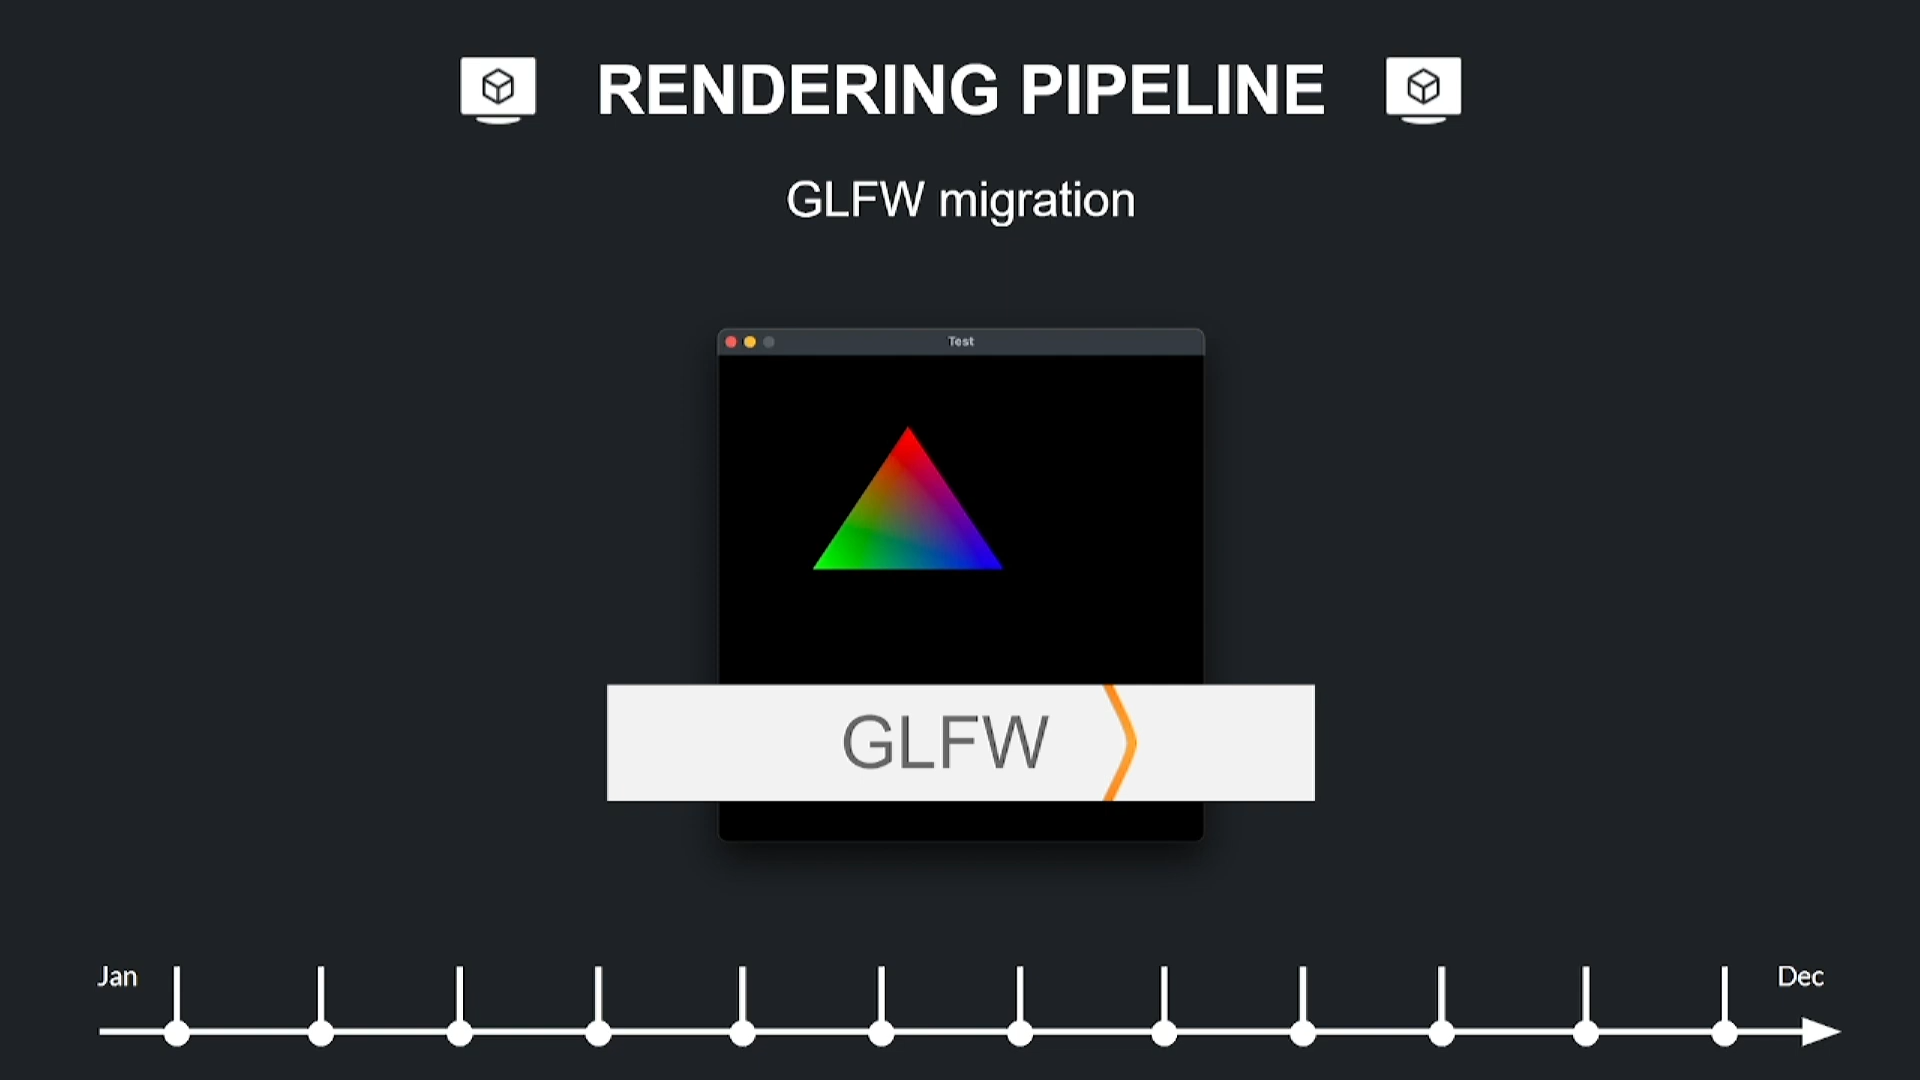 RENDERING PIPELINE
GLFW migration
Test
GLFW
Jan
Dec